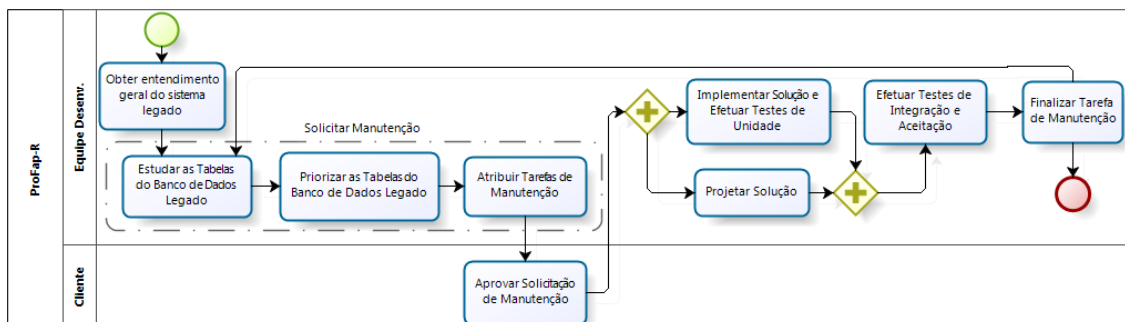 ProFap-R
Equipe Desenv.
Cliente
Obter entendimento
geral do sistema
legado
Solicitar Manutenção
Estudar as Tabelas
do Banco de Dados
Legado
Priorizar as Tabelas do
Banco de Dados Legado
Atribuir Tarefas de
Manutenção
Aprovar Solicitação
de Manutenção
Implementar Solução e
Efetuar Testes de
Unidade
Projetar Solução
Efetuar Testes de
Integração e
Aceitação
Finalizar Tarefa
de Manutenção